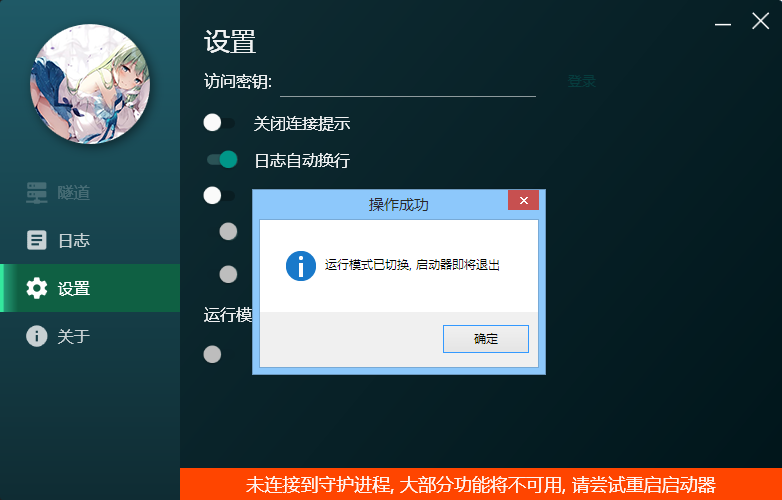 设置
访问密钥:
登录
关闭连接提示
日志自动换行
隧道
日志
设置
关于
操作成功
运行模式已切换, 启动器即将退出
确定
运行模
未连接到守护进程, 大部分功能将不可用, 请尝试重启启动器